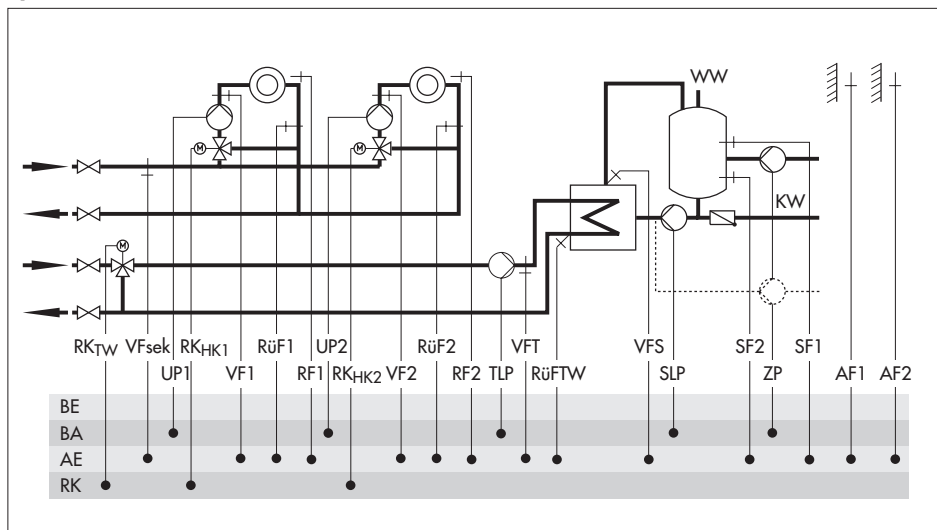 WW
M
M
KW
M
RKTW VFsek RKHK1 RüF1 UP2 RüF2 VFT VFS SF2 SF1
UP1 VF1 RF1 RKHK2 VF2 RF2 TLP RüFTW SLP ZP AF1 AF2
BE
BA
AE
RK